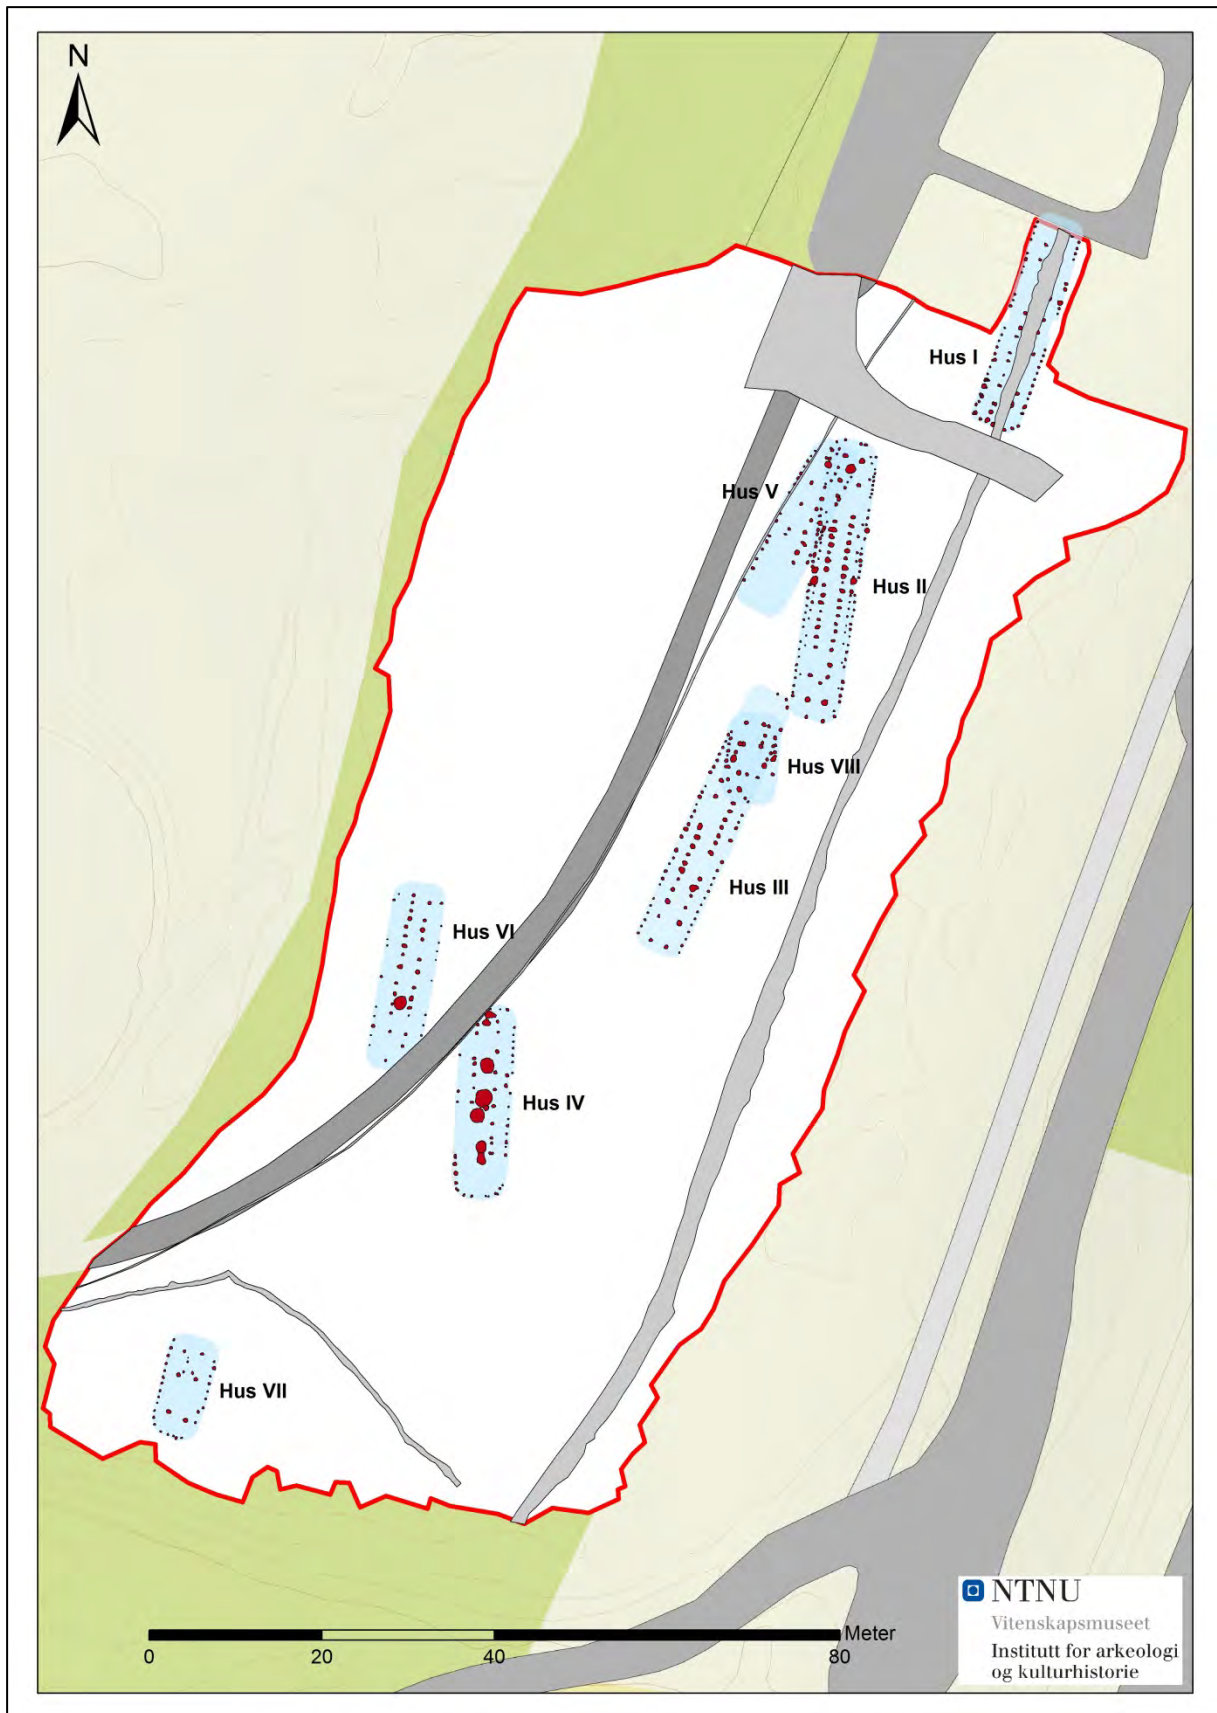 N
Hus I
Hus V
Hus II
Hus VIII
Hus III
Hus VI
Hus IV
Hus VII
Meter
0 20 40 80
NTNU
Vitenskapsmuseet
Institutt for arkeologi
og kulturhistorie